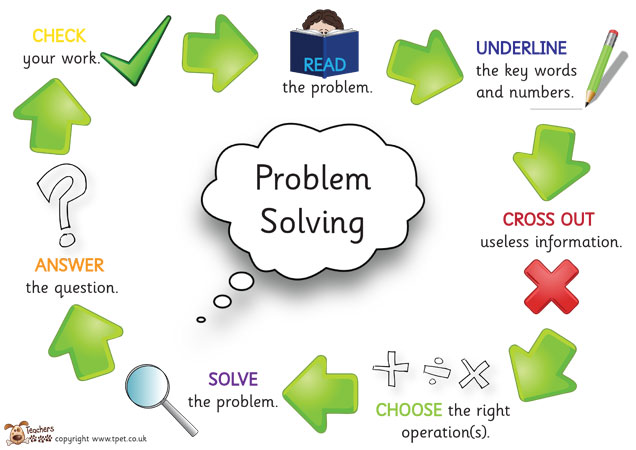 Problem
Solving
READ
the problem.
UNDERLINE
the key words
and numbers.
CROSS OUT
useless information.
CHOOSE the right
operation(s).
SOLVE
the problem.
ANSWER
the question.
CHECK
your work.
Teachers
copyright www.tpet.co.uk